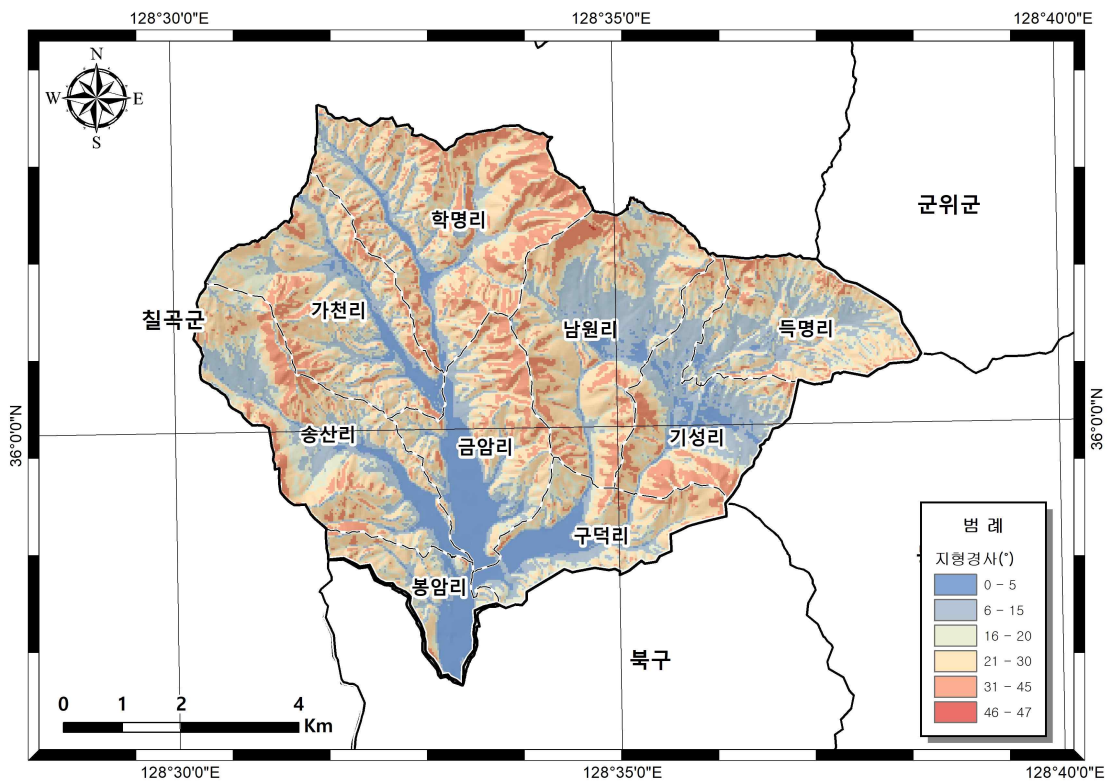 128°30'0"E
128°35'0"E
128°40'0"E
N
W
E
S
군위군
학명리
칠곡군
가천리
남원리
득명리
36°0'0"N
36°0'0"N
송산리
금암리
기성리
구덕리
봉암리
북구
범 례
지형경사(°)
0 - 5
6 - 15
16 - 20
21 - 30
31 - 45
46 - 47
0 1 2 4
Km
128°30'0"E
128°35'0"E
128°40'0"E